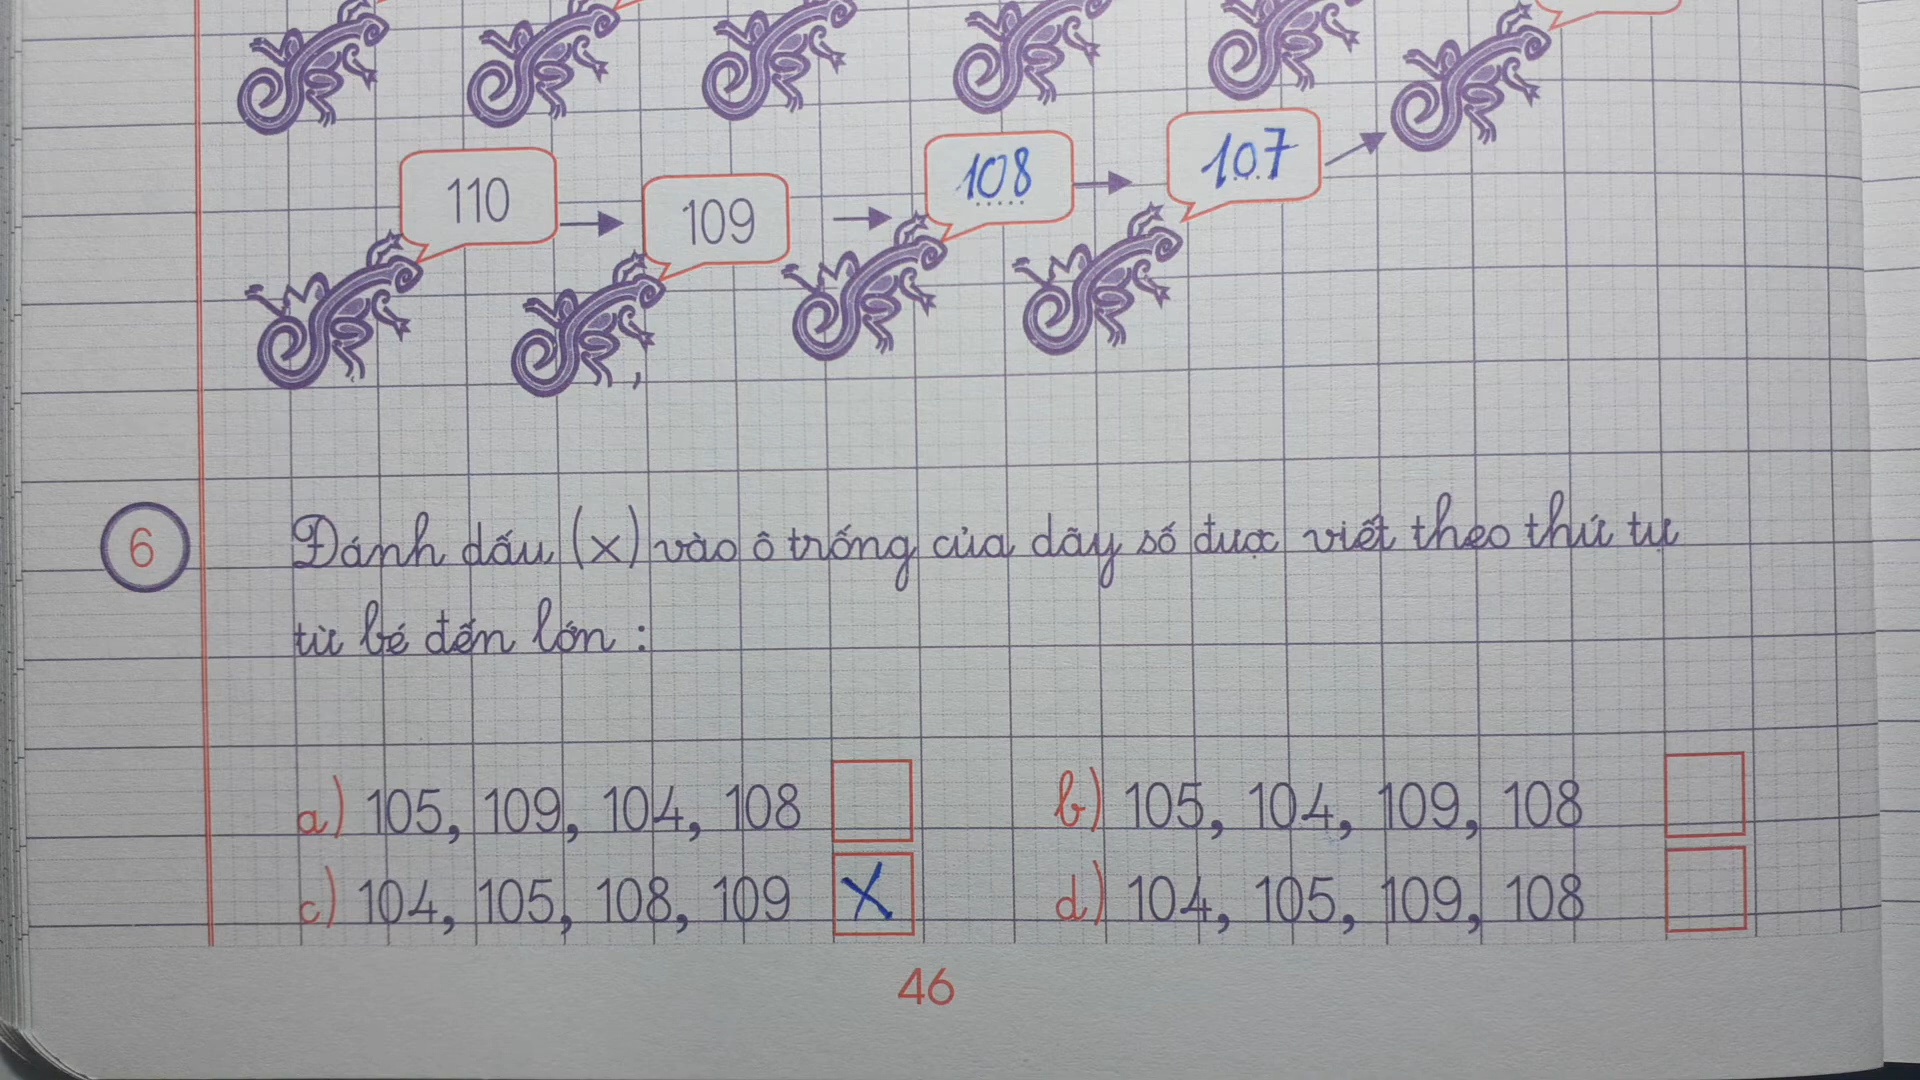 110 109 108 107
6 Đánh dấu (x) vào ô trống của dãy số được viết theo thứ tự
từ bé đến lớn :
a) 105, 109, 104, 108 b) 105, 104, 109, 108
c) 104, 105, 108, 109 X d) 104, 105, 109, 108
46